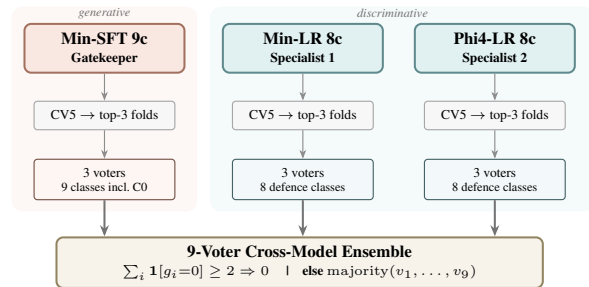 generative
discriminative
Min-SFT 9c
Gatekeeper
Min-LR 8c
Specialist 1
Phi4-LR 8c
Specialist 2
CV5 → top-3 folds
CV5 → top-3 folds
CV5 → top-3 folds
3 voters
9 classes incl. C0
3 voters
8 defence classes
3 voters
8 defence classes
9-Voter Cross-Model Ensemble
∑ᵢ 𝟏[gᵢ=0] ≥ 2 ⇒ 0 | else majority(v₁, . . . , v₉)